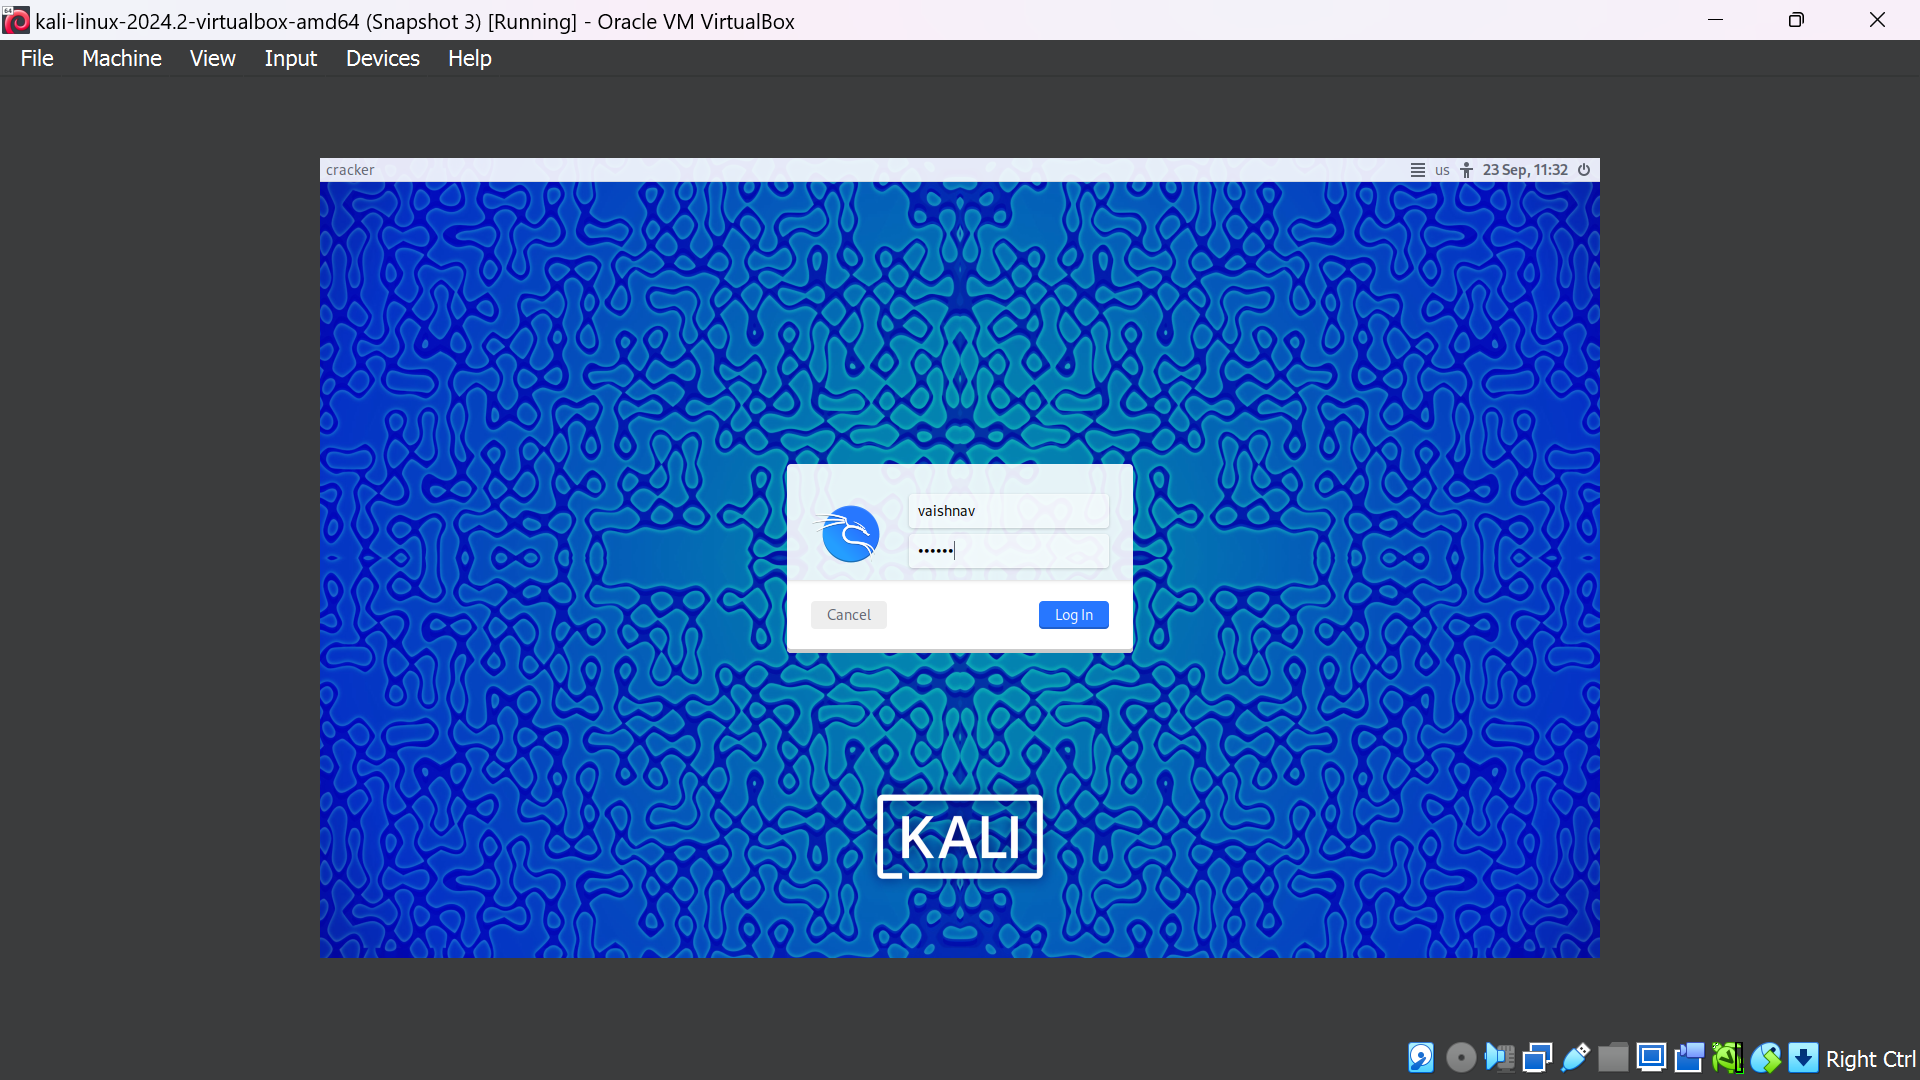 kali-linux-2024.2-virtualbox-amd64 (Snapshot 3) [Running] - Oracle VM VirtualBox
File Machine View Input Devices Help
cracker us 23 Sep, 11:32
vaishnav
••••••
Cancel Log In
KALI
Right Ctrl